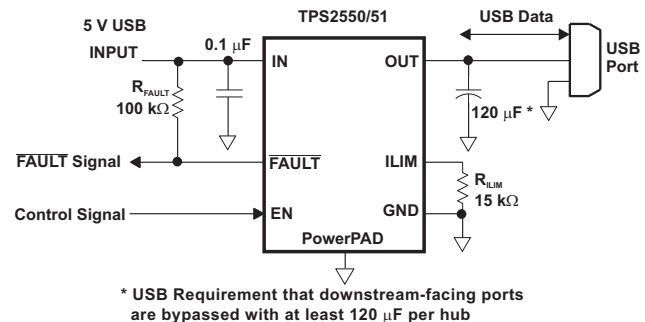 TPS2550/51
5 V USB
INPUT
0.1 μF
IN
OUT
USB Data
USB
Port
R_FAULT
100 kΩ
120 μF *
FAULT Signal
FAULT
ILIM
R_ILIM
15 kΩ
Control Signal
EN
GND
PowerPAD
* USB Requirement that downstream-facing ports
are bypassed with at least 120 μF per hub